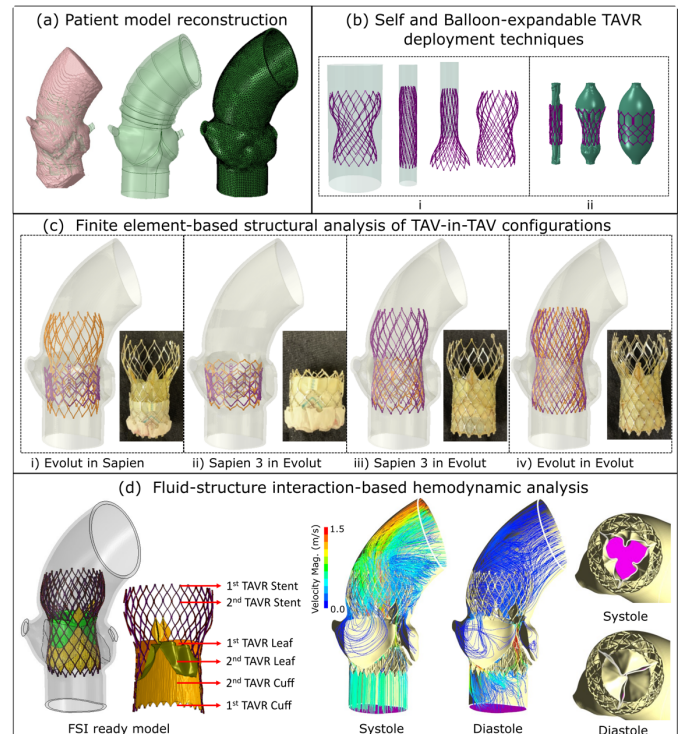 (a) Patient model reconstruction
(b) Self and Balloon-expandable TAVR
deployment techniques
i
ii
(c) Finite element-based structural analysis of TAV-in-TAV configurations
i) Evolut in Sapien
ii) Sapien 3 in Evolut
iii) Sapien 3 in Evolut
iv) Evolut in Evolut
(d) Fluid-structure interaction-based hemodynamic analysis
1st TAVR Stent
2nd TAVR Stent
1st TAVR Leaf
2nd TAVR Leaf
2nd TAVR Cuff
1st TAVR Cuff
FSI ready model
Velocity Mag. (m/s)
1.5
0.0
Systole
Diastole
Systole
Diastole